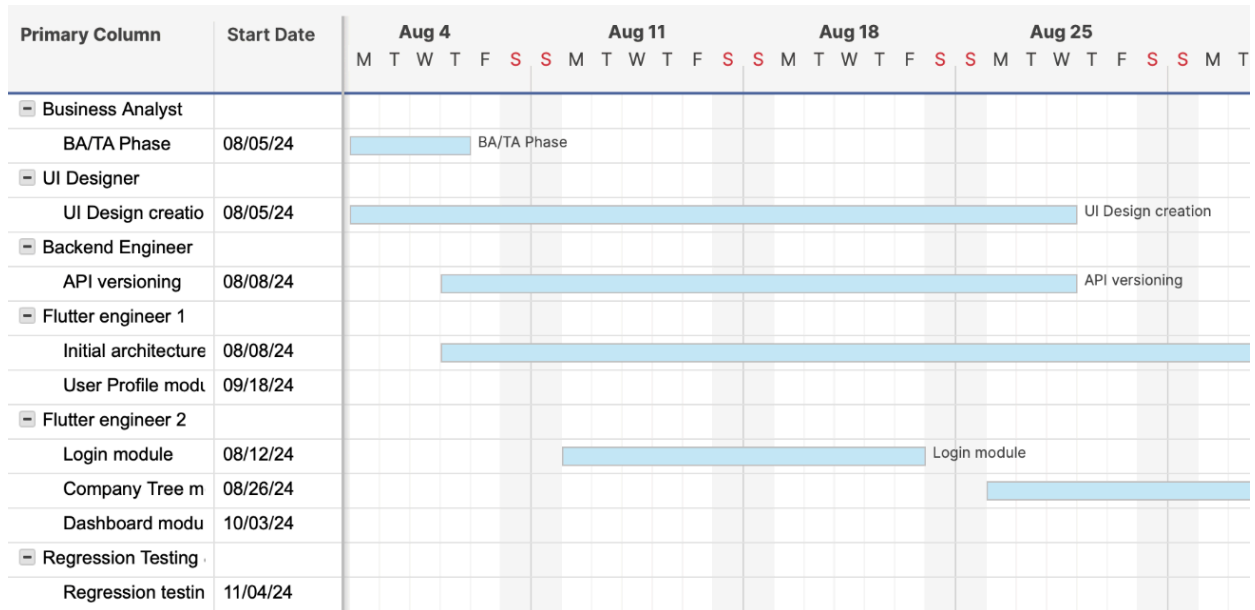 Primary Column Start Date Aug 4 Aug 11 Aug 18 Aug 25
M T W T F S S M T W T F S S M T W T F S S M T W T F S S M T
Business Analyst
BA/TA Phase 08/05/24 BA/TA Phase
UI Designer
UI Design creatio 08/05/24 UI Design creation
Backend Engineer
API versioning 08/08/24 API versioning
Flutter engineer 1
Initial architecture 08/08/24
User Profile modu 09/18/24
Flutter engineer 2
Login module 08/12/24 Login module
Company Tree m 08/26/24
Dashboard modu 10/03/24
Regression Testing
Regression testin 11/04/24